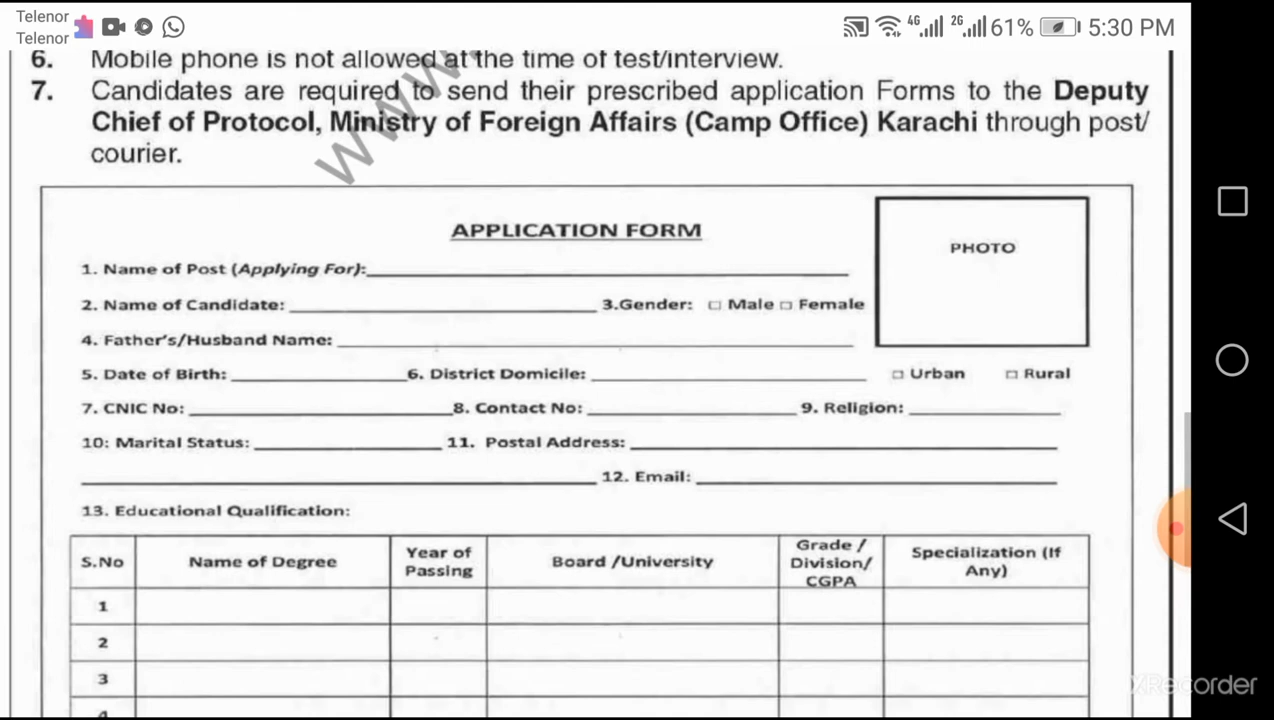 Telenor
Telenor
4G 2G 61% 5:30 PM
6. Mobile phone is not allowed at the time of test/interview.
7. Candidates are required to send their prescribed application Forms to the Deputy
Chief of Protocol, Ministry of Foreign Affairs (Camp Office) Karachi through post/
courier.
www.
APPLICATION FORM
PHOTO
1. Name of Post (Applying For):
2. Name of Candidate: 3.Gender: □ Male □ Female
4. Father's/Husband Name:
5. Date of Birth: 6. District Domicile: □ Urban □ Rural
7. CNIC No: 8. Contact No: 9. Religion:
10: Marital Status: 11. Postal Address:
12. Email:
13. Educational Qualification:
S.No Name of Degree Year of Passing Board /University Grade / Division/ CGPA Specialization (If Any)
1
2
3
4
XRecorder